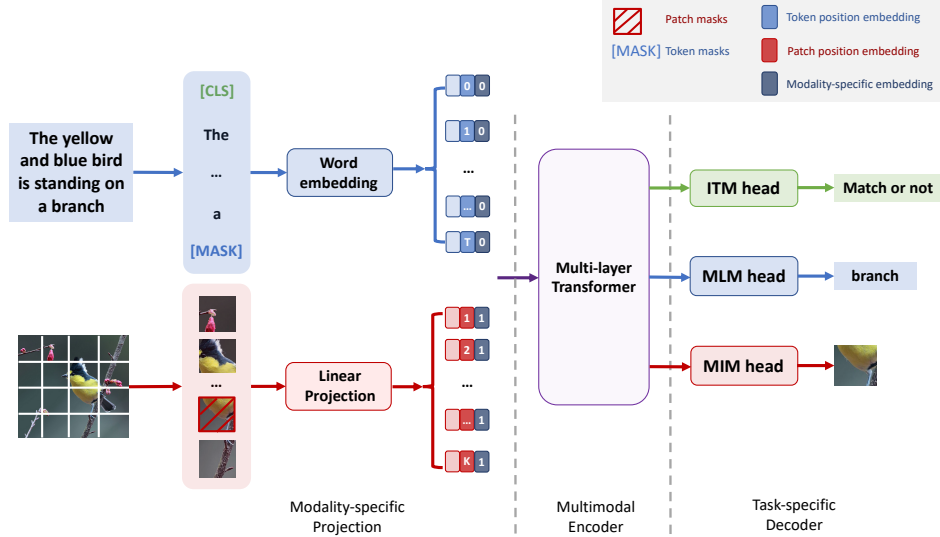 Patch masks
[MASK] Token masks
Token position embedding
Patch position embedding
Modality-specific embedding
The yellow
and blue bird
is standing on
a branch
[CLS]
The
...
a
[MASK]
Word
embedding
0 0
1 0
...
... 0
T 0
...
Linear
Projection
1 1
2 1
...
... 1
K 1
Multi-layer
Transformer
ITM head
Match or not
MLM head
branch
MIM head
Modality-specific
Projection
Multimodal
Encoder
Task-specific
Decoder